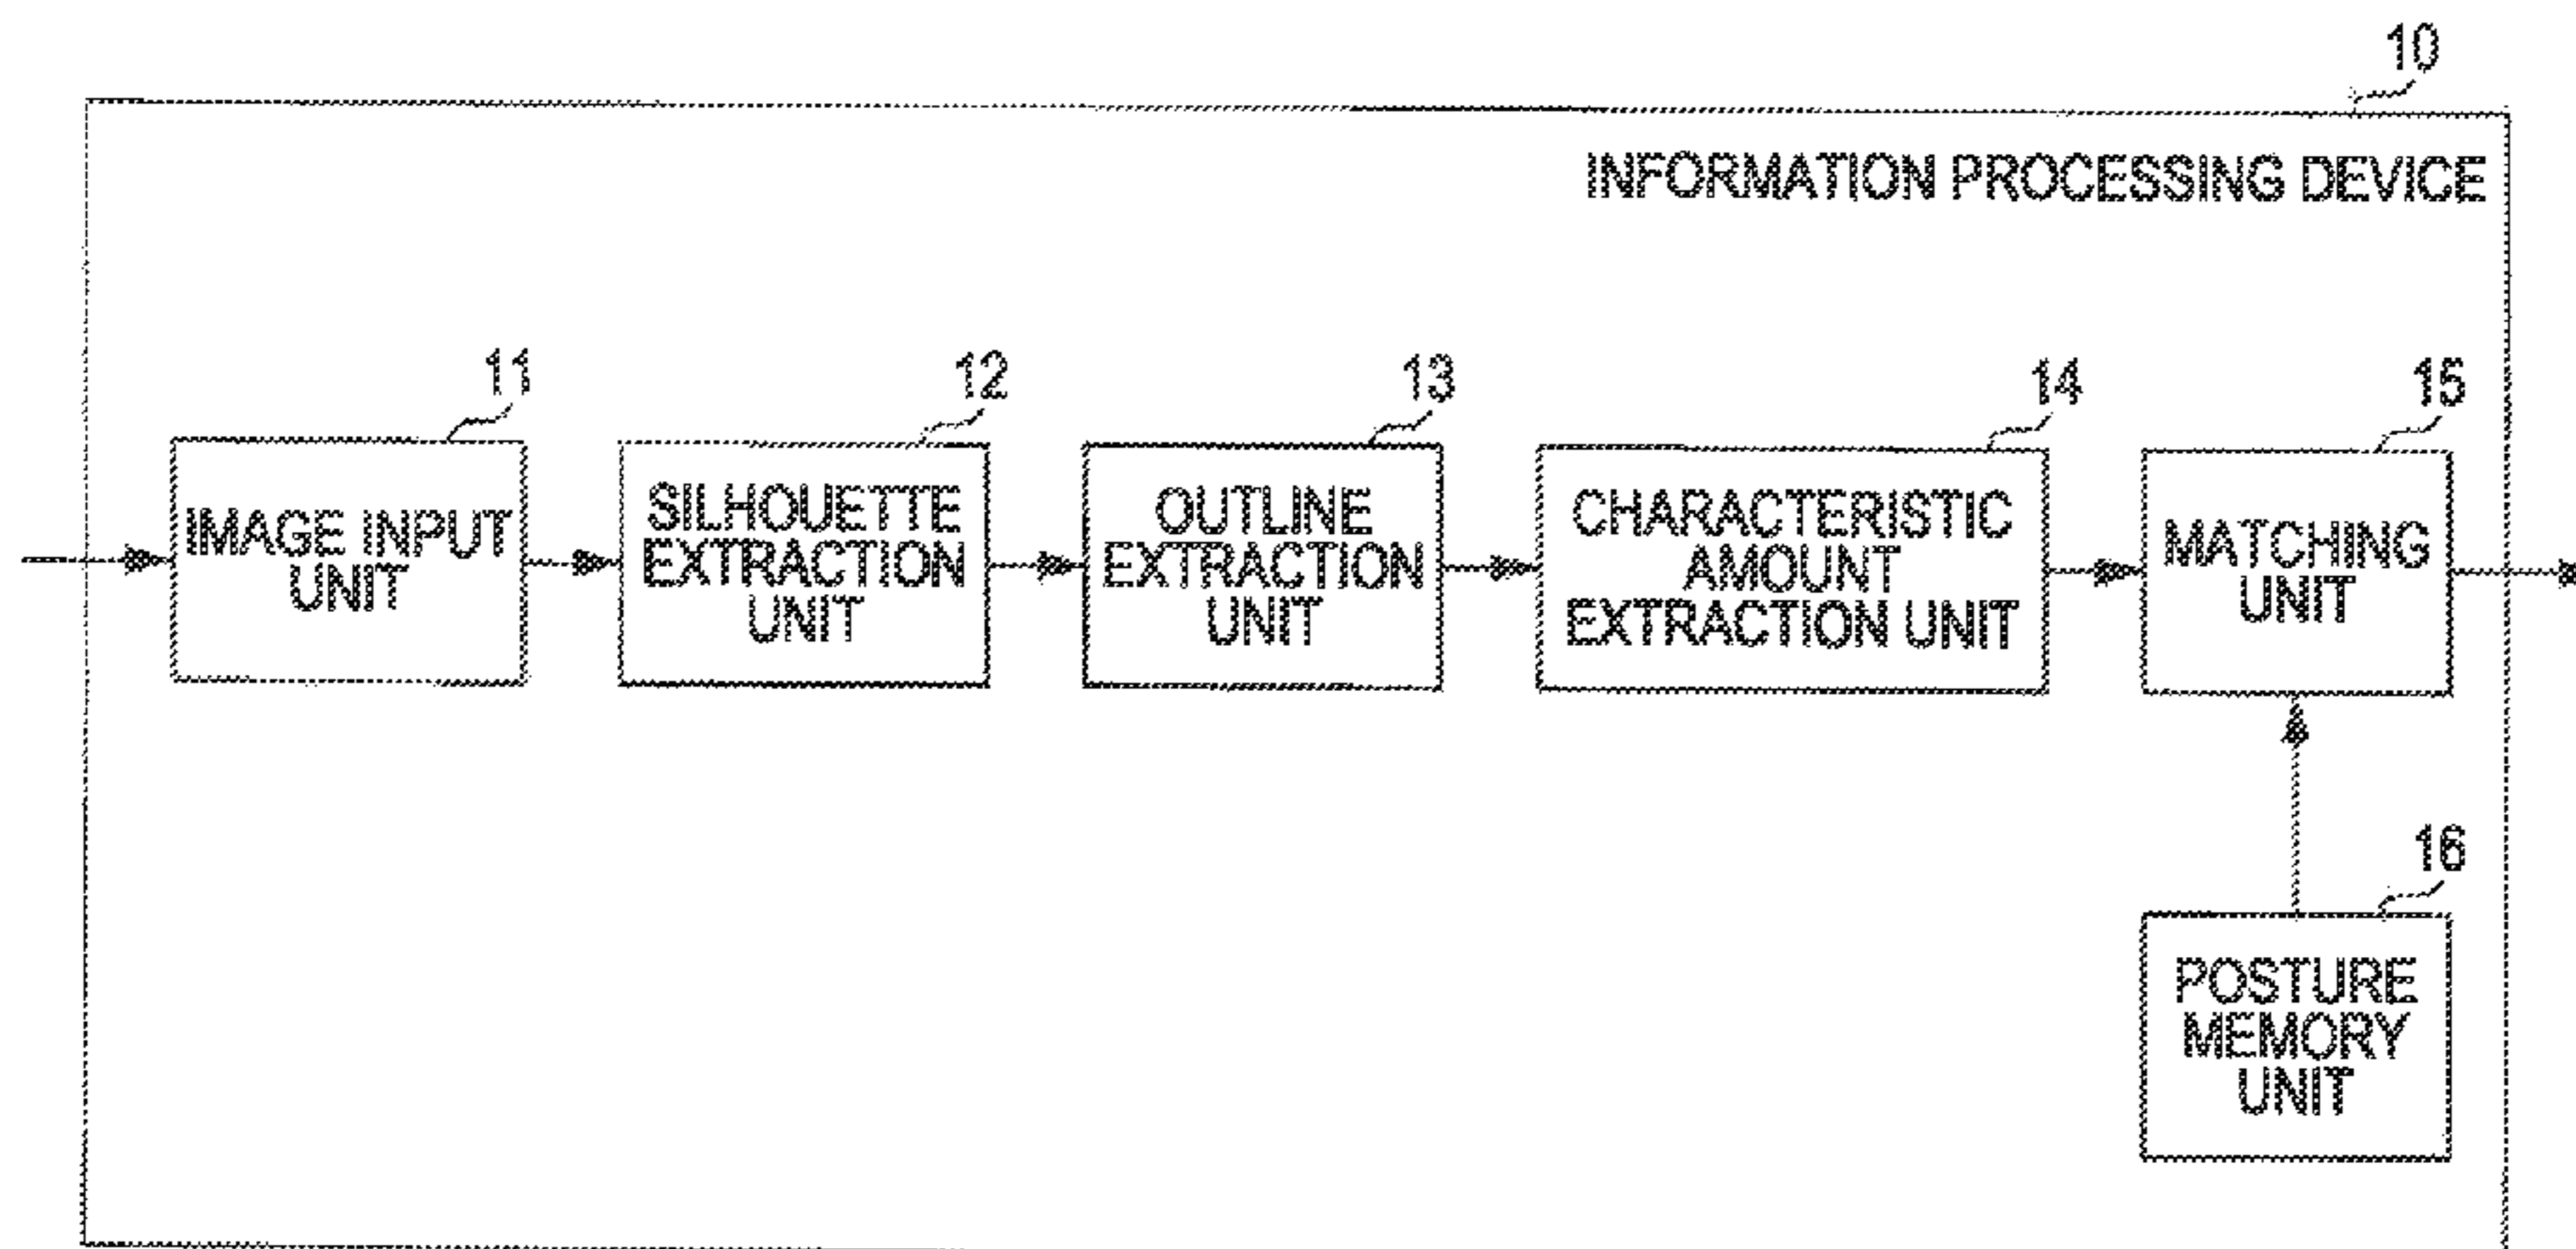 10
INFORMATION PROCESSING DEVICE
11
12
13
14
15
IMAGE INPUT
UNIT
SILHOUETTE
EXTRACTION
UNIT
OUTLINE
EXTRACTION
UNIT
CHARACTERISTIC
AMOUNT
EXTRACTION UNIT
MATCHING
UNIT
16
POSTURE
MEMORY
UNIT